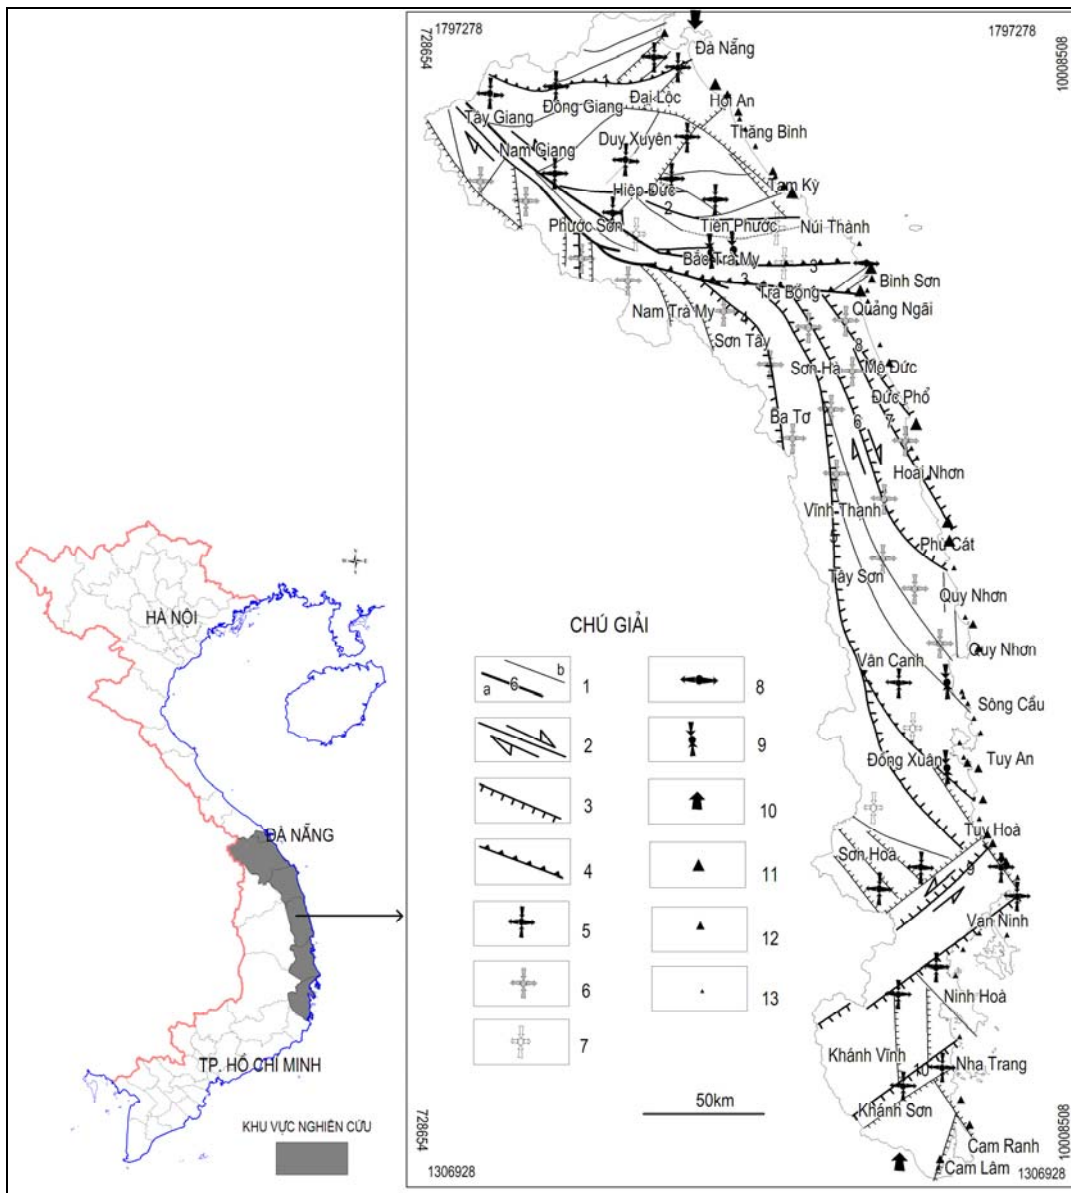 HÀ NỘI
ĐÀ NẴNG
TP. HỒ CHÍ MINH
KHU VỰC NGHIÊN CỨU
1797278
1797278
728654
10008508
Đà Nẵng
1
Đại Lộc
Hội An
Đông Giang
Tây Giang
Thăng Bình
Duy Xuyên
Nam Giang
Tam Kỳ
Hiệp Đức
2
Tiên Phước
Núi Thành
Phước Sơn
Bắc Trà My
3
3
Bình Sơn
Trà Bồng
Quảng Ngãi
Nam Trà My
4
Sơn Tây
8
Sơn Hà
Mộ Đức
Đức Phổ
Ba Tơ
6
7
Hoài Nhơn
Vĩnh Thạnh
5
Phù Cát
Tây Sơn
Quy Nhơn
Quy Nhơn
Vân Canh
Sông Cầu
Đồng Xuân
Tuy An
Tuy Hoà
Sơn Hoà
9
Vạn Ninh
Ninh Hoà
Khánh Vĩnh
Nha Trang
10
Khánh Sơn
Cam Ranh
Cam Lâm
CHÚ GIẢI
a 6 b 1
2
3
4
5
6
7
8
9
10
11
12
13
50km
728654
10008508
1306928
1306928